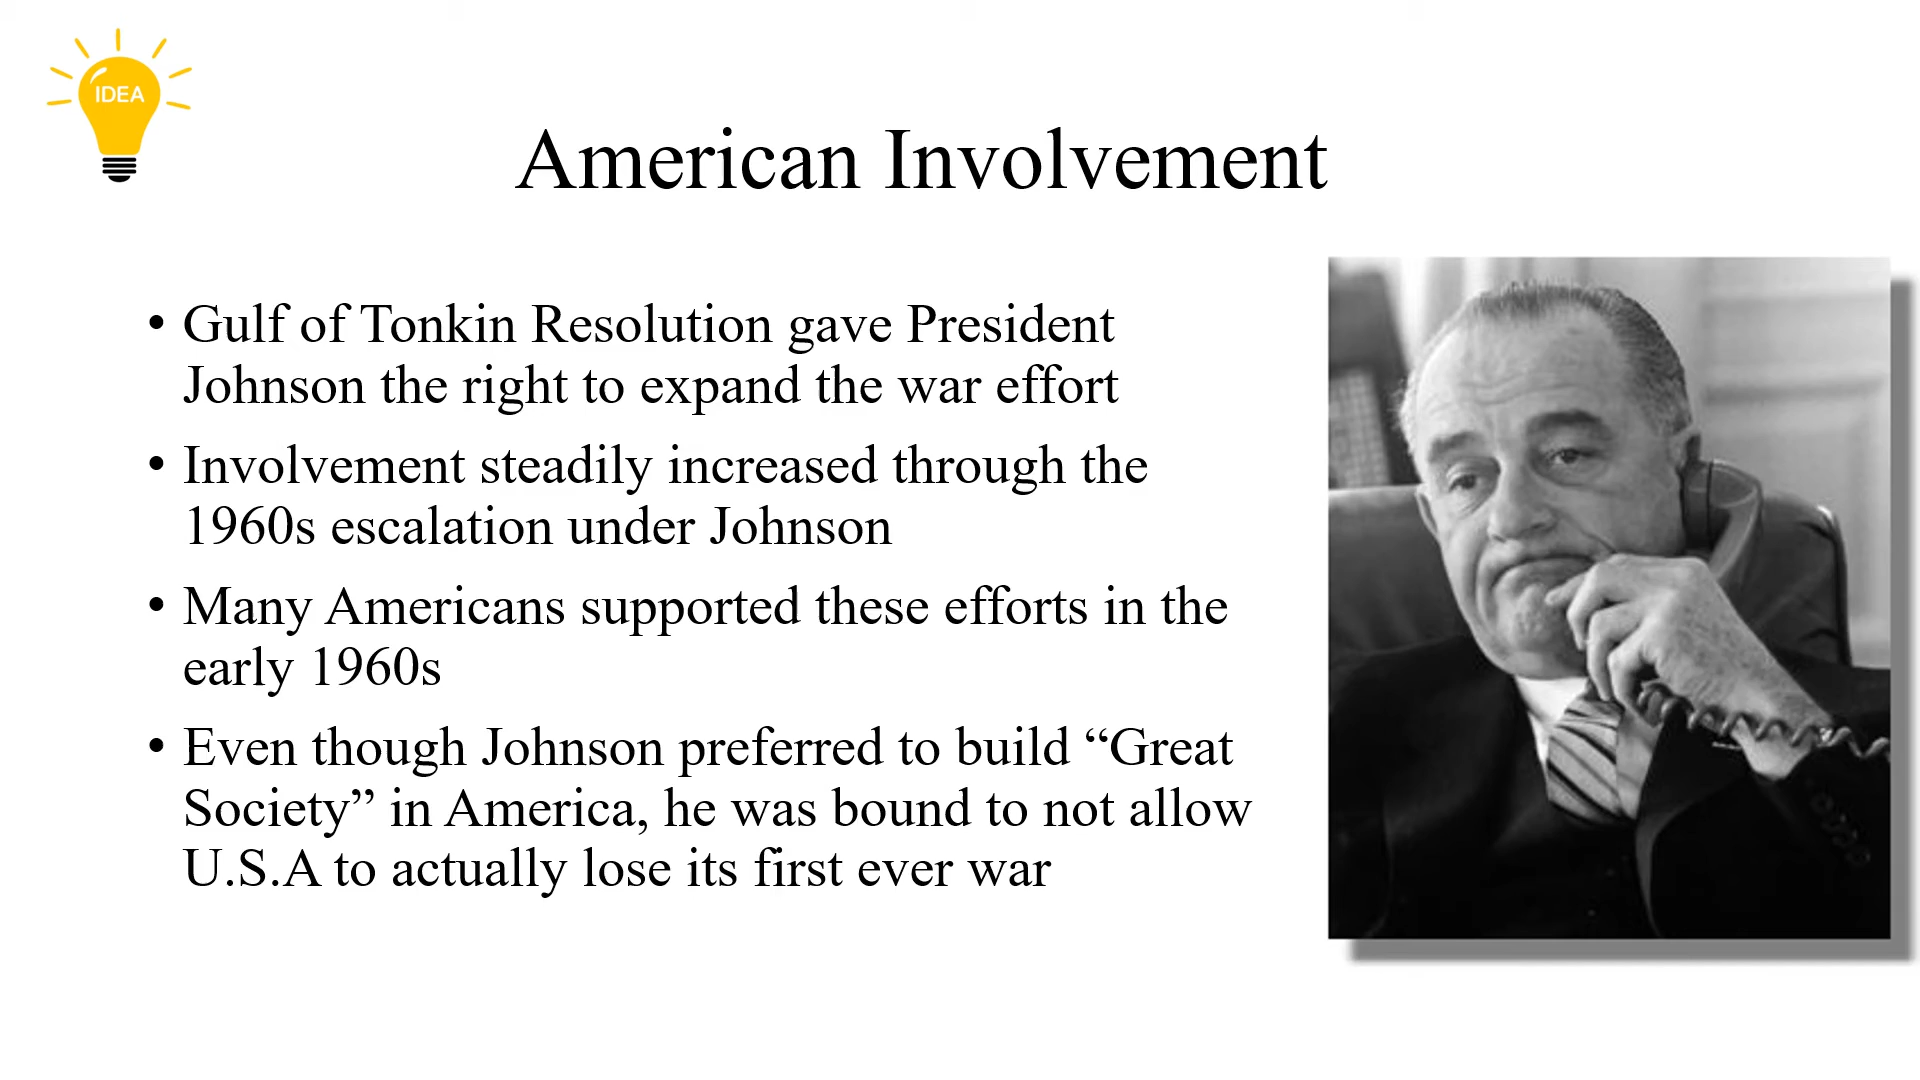 IDEA
American Involvement
• Gulf of Tonkin Resolution gave President
Johnson the right to expand the war effort
• Involvement steadily increased through the
1960s escalation under Johnson
• Many Americans supported these efforts in the
early 1960s
• Even though Johnson preferred to build “Great
Society” in America, he was bound to not allow
U.S.A to actually lose its first ever war